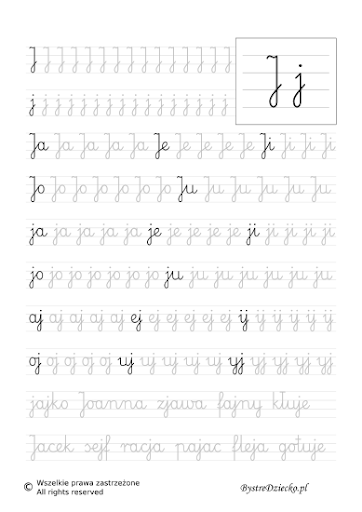 J J J J J J J J J J J J J J J
J j
j j j j j j j j j j j j j j j j j j j
Ja Ja Ja Ja Ja Je Je Je Je Je Ji Ji Ji Ji
Jo Jo Jo Jo Jo Jo Ju Ju Ju Ju Ju Ju
ja ja ja ja ja je je je je je ji ji ji ji ji
jo jo jo jo jo jo jo ju ju ju ju ju ju ju
aj aj aj aj aj ej ej ej ej ej ej ij ij ij ij ij ij
oj oj oj oj oj uj uj uj uj uj yj yj yj yj yj yj
jajko Joanna zjawa fajny kłuje
Jacek sejf racja pajac fleja gotuje
© Wszelkie prawa zastrzeżone
All rights reserved
BystreDziecko.pl